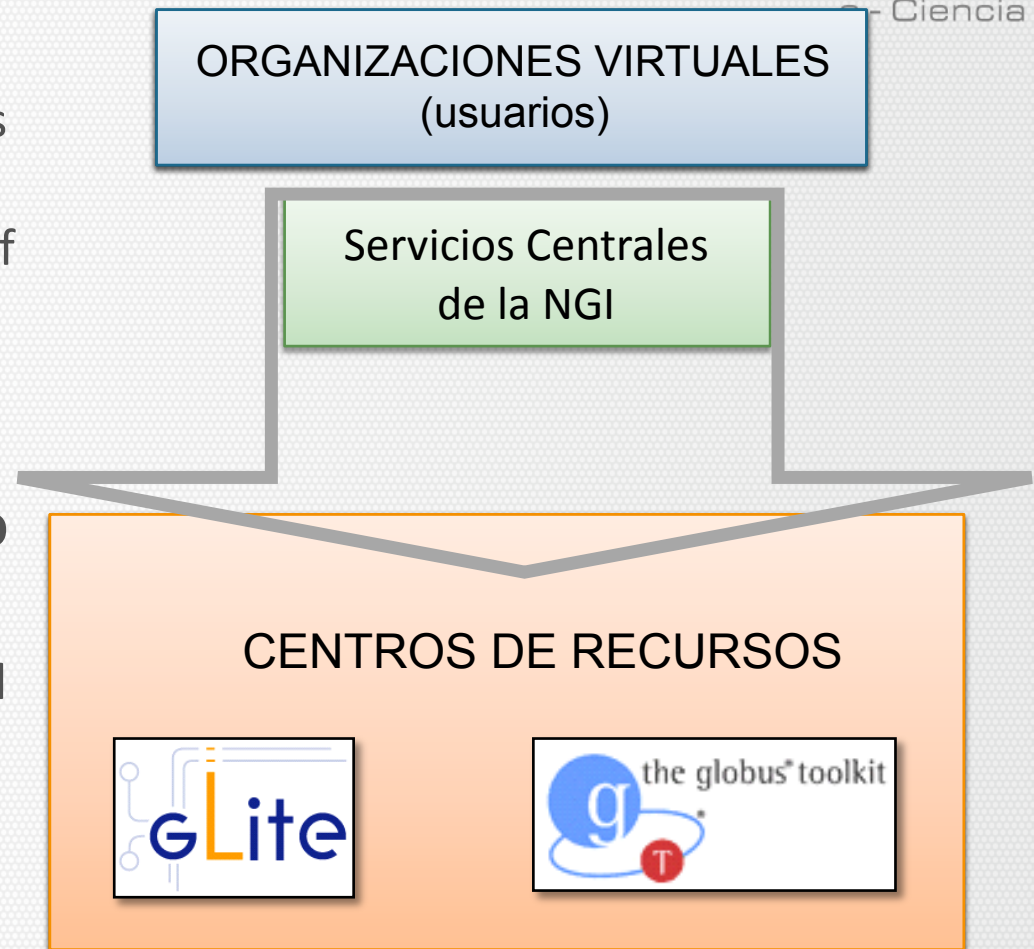 - Ciencia
ORGANIZACIONES VIRTUALES
(usuarios)
s
f
Servicios Centrales
de la NGI
CENTROS DE RECURSOS
gLite
the globus® toolkit
g
T